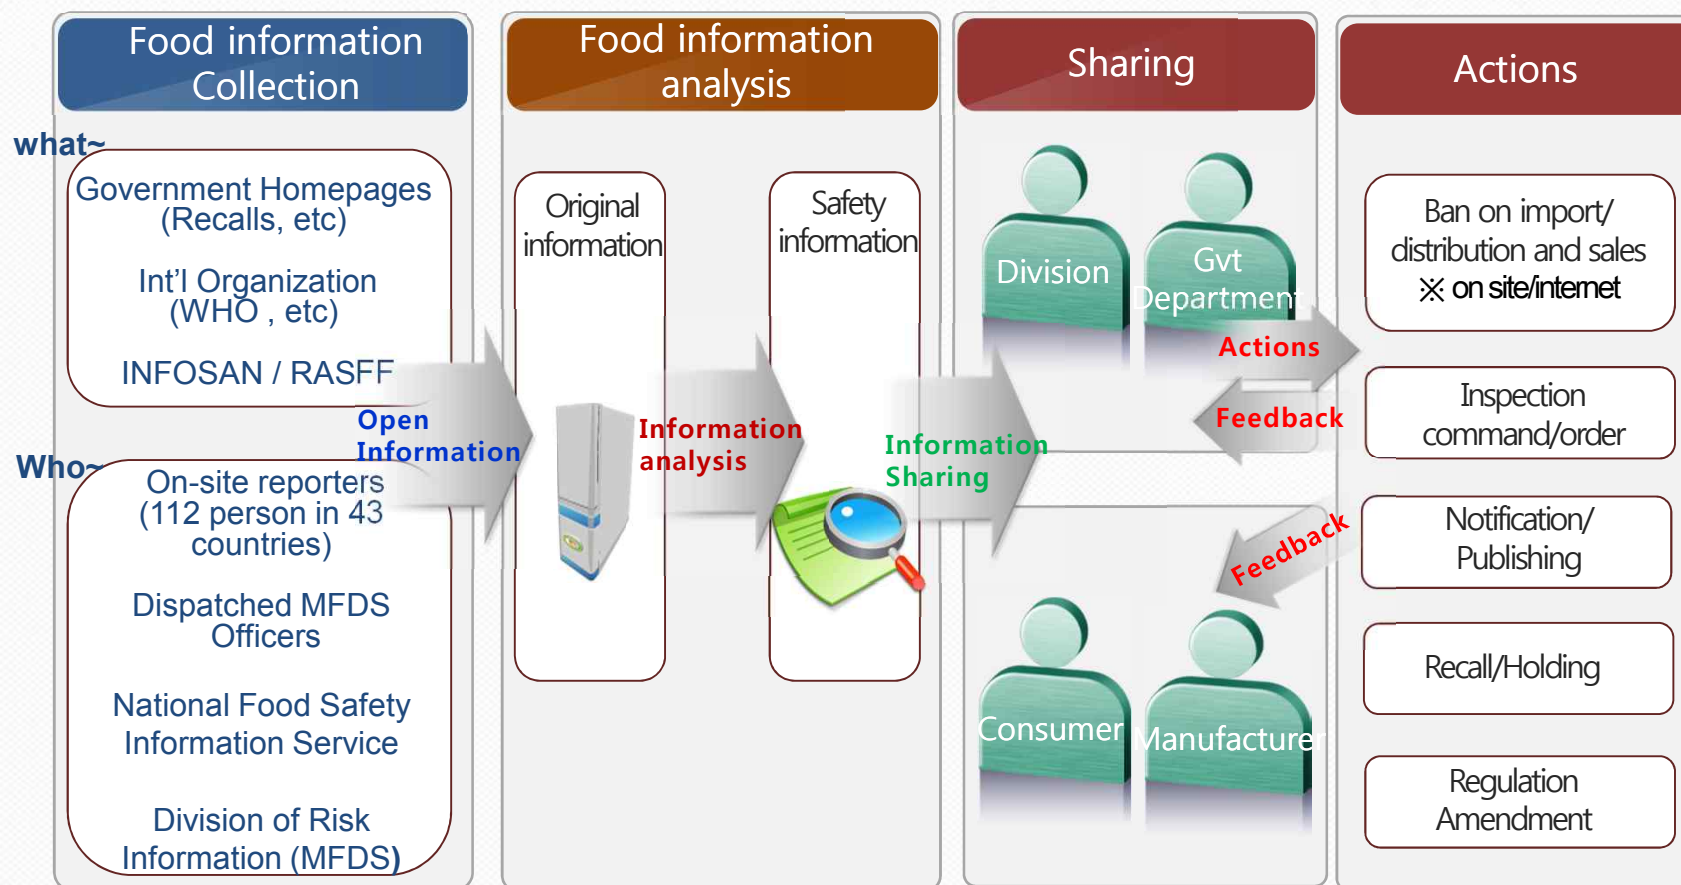 Food information
Collection
what~
Government Homepages
(Recalls, etc)
Int'l Organization
(WHO , etc)
INFOSAN / RASFF
Open
Information
Who~
On-site reporters
(112 person in 43
countries)
Dispatched MFDS
Officers
National Food Safety
Information Service
Division of Risk
Information (MFDS)
Food information
analysis
Original
information
Information
analysis
Safety
information
Information
Sharing
Sharing
Division
Gvt
Department
Actions
Feedback
Feedback
Consumer
Manufacturer
Actions
Ban on import/
distribution and sales
※ on site/internet
Inspection
command/order
Notification/
Publishing
Recall/Holding
Regulation
Amendment